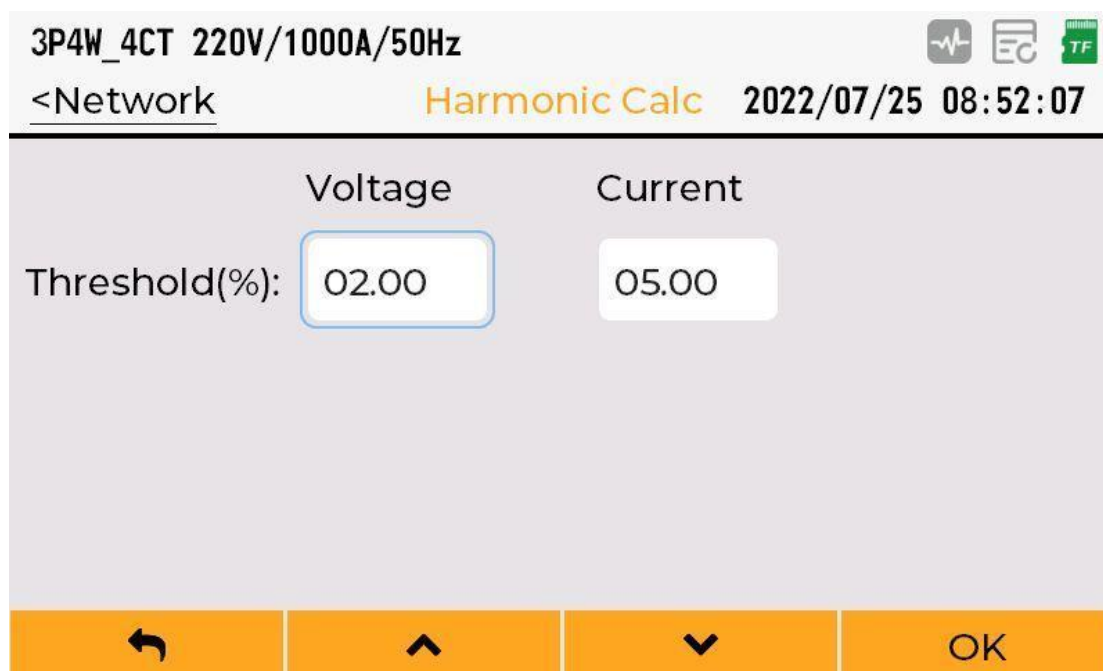 3P4W_4CT 220V/1000A/50Hz
TF
<Network Harmonic Calc 2022/07/25 08:52:07
Voltage Current
Threshold(%): 02.00 05.00
OK